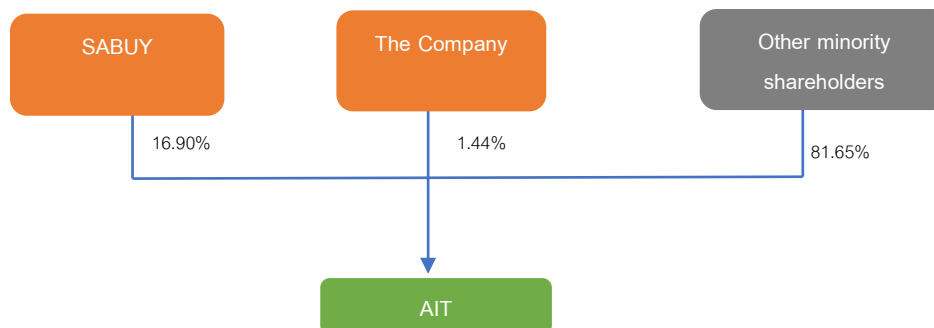 SABUY
The Company
Other minority
shareholders
16.90%
1.44%
81.65%
AIT